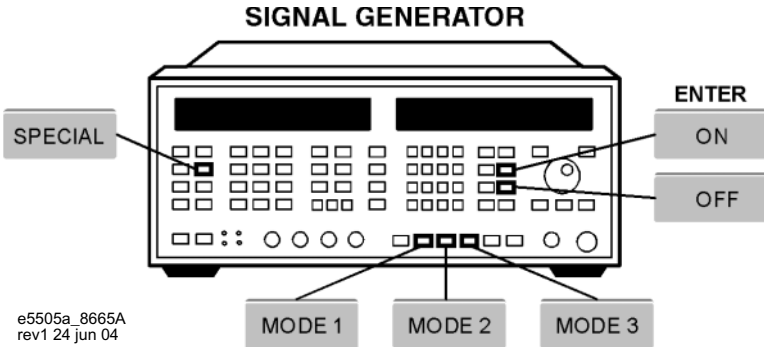 SIGNAL GENERATOR
ENTER
SPECIAL
ON
OFF
MODE 1
MODE 2
MODE 3
e5505a_8665A
rev1 24 jun 04